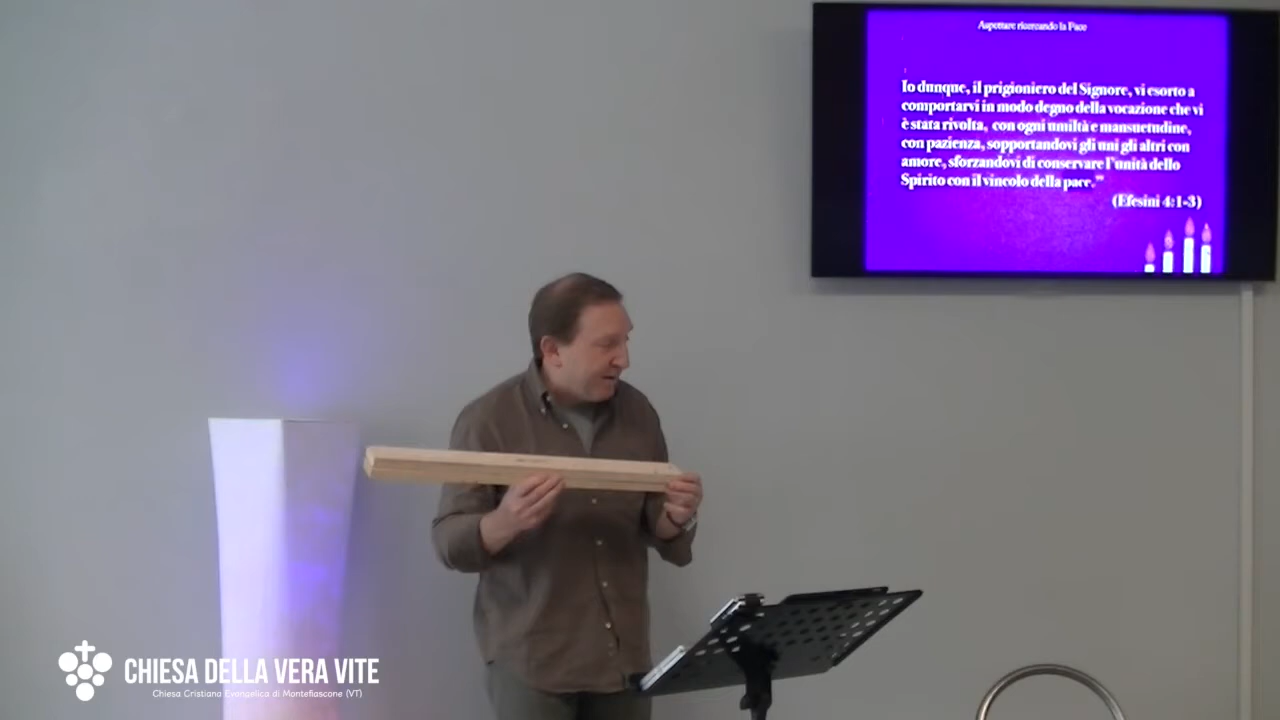 Aspettare ricercando la Pace
Io dunque, il prigioniero del Signore, vi esorto a
comportarvi in modo degno della vocazione che vi
è stata rivolta, con ogni umiltà e mansuetudine,
con pazienza, sopportandovi gli uni gli altri con
amore, sforzandovi di conservare l'unità dello
Spirito con il vincolo della pace."
(Efesini 4:1-3)
CHIESA DELLA VERA VITE
Chiesa Cristiana Evangelica di Montefiascone (VT)